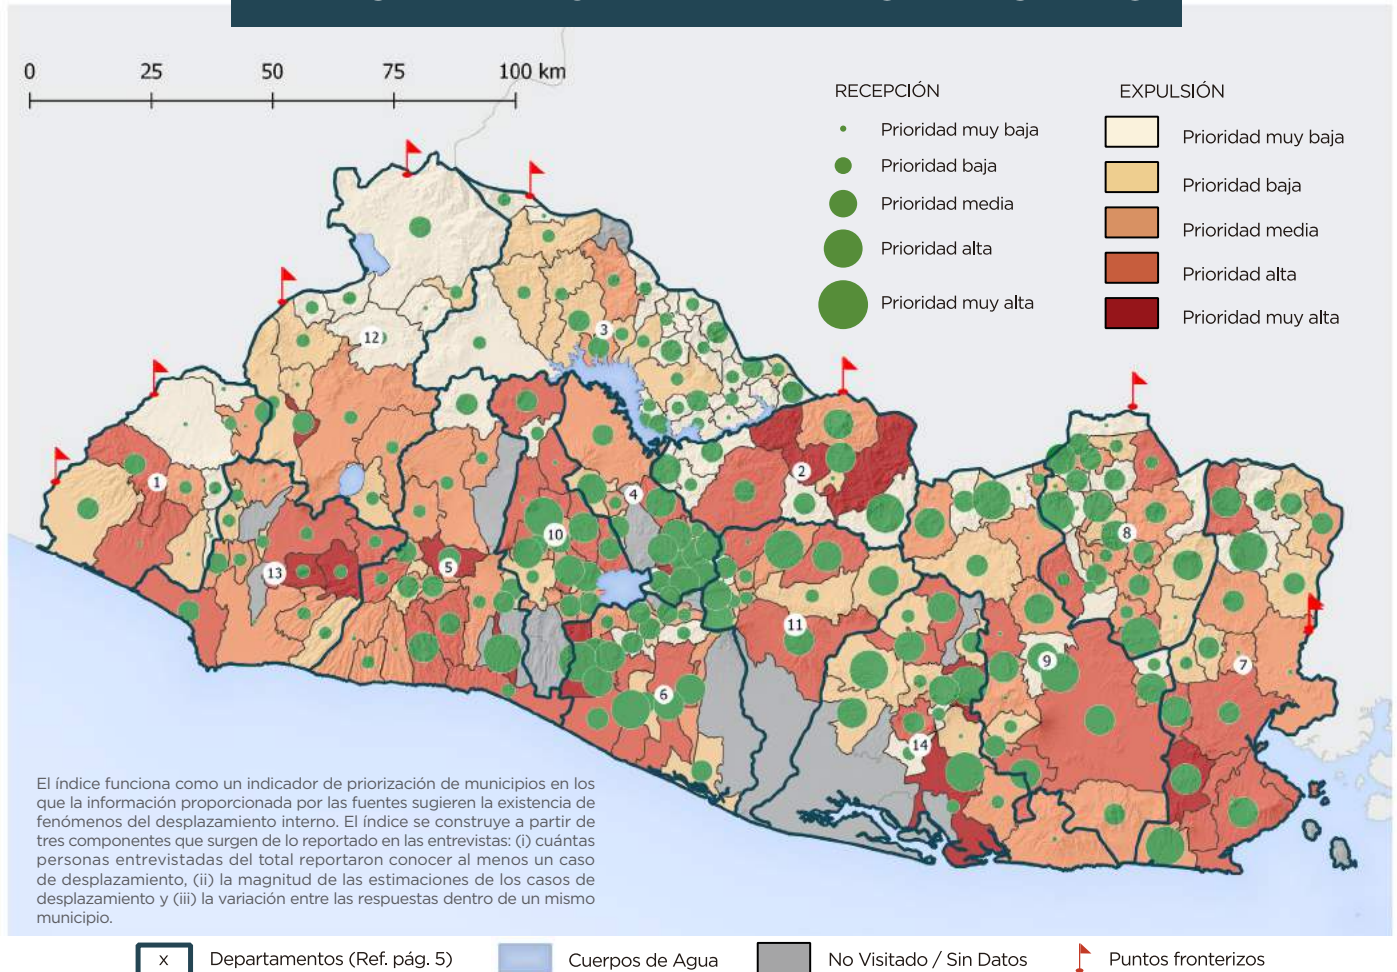 0 25 50 75 100 km
RECEPCIÓN
Prioridad muy baja
Prioridad baja
Prioridad media
Prioridad alta
Prioridad muy alta
EXPULSIÓN
Prioridad muy baja
Prioridad baja
Prioridad media
Prioridad alta
Prioridad muy alta
12
3
1
2
4
10
8
13
5
11
9
7
6
14
El índice funciona como un indicador de priorización de municipios en los
que la información proporcionada por las fuentes sugieren la existencia de
fenómenos del desplazamiento interno. El índice se construye a partir de
tres componentes que surgen de lo reportado en las entrevistas: (i) cuántas
personas entrevistadas del total reportaron conocer al menos un caso
de desplazamiento, (ii) la magnitud de las estimaciones de los casos de
desplazamiento y (iii) la variación entre las respuestas dentro de un mismo
municipio.
x Departamentos (Ref. pág. 5) Cuerpos de Agua No Visitado / Sin Datos Puntos fronterizos